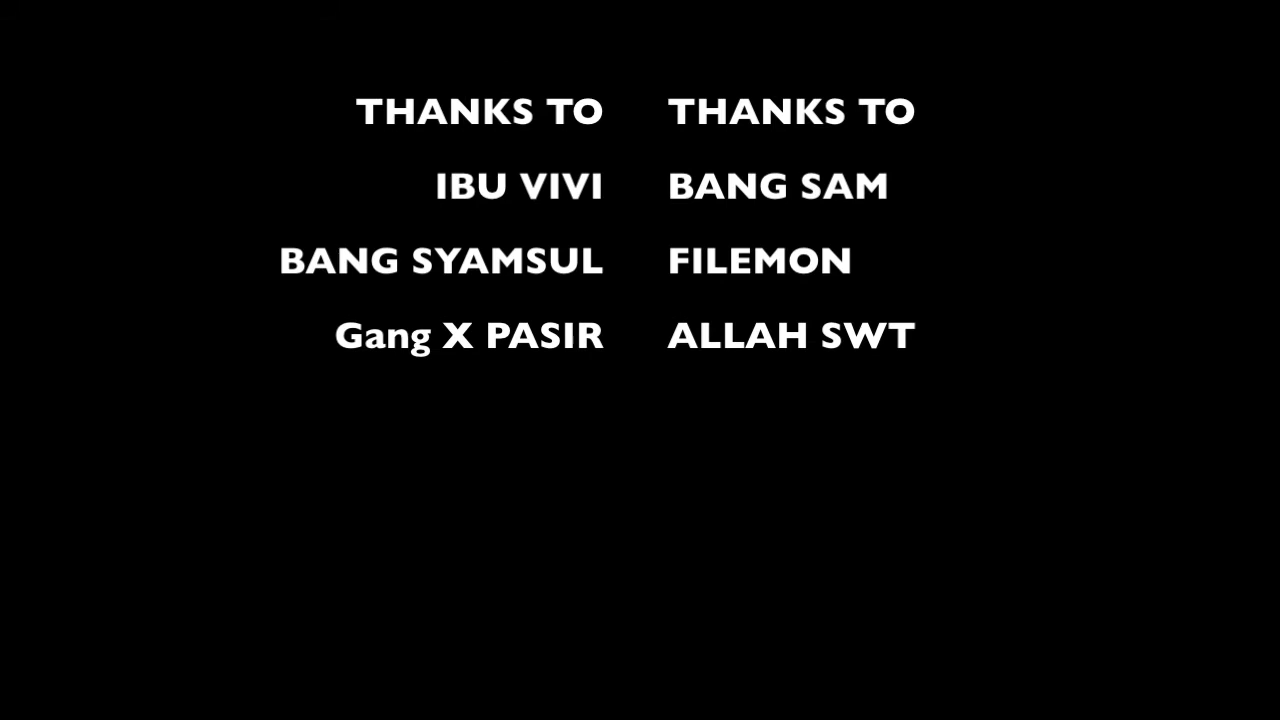 THANKS TO THANKS TO
IBU VIVI BANG SAM
BANG SYAMSUL FILEMON
Gang X PASIR ALLAH SWT